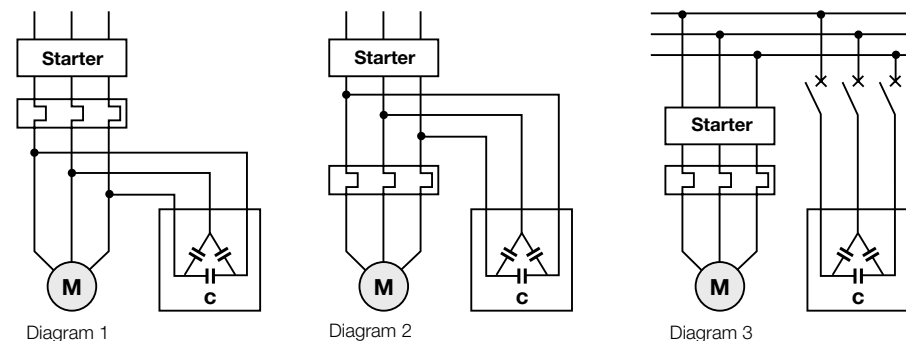 Starter
M
C
Diagram 1
Starter
M
C
Diagram 2
Starter
M
C
Diagram 3